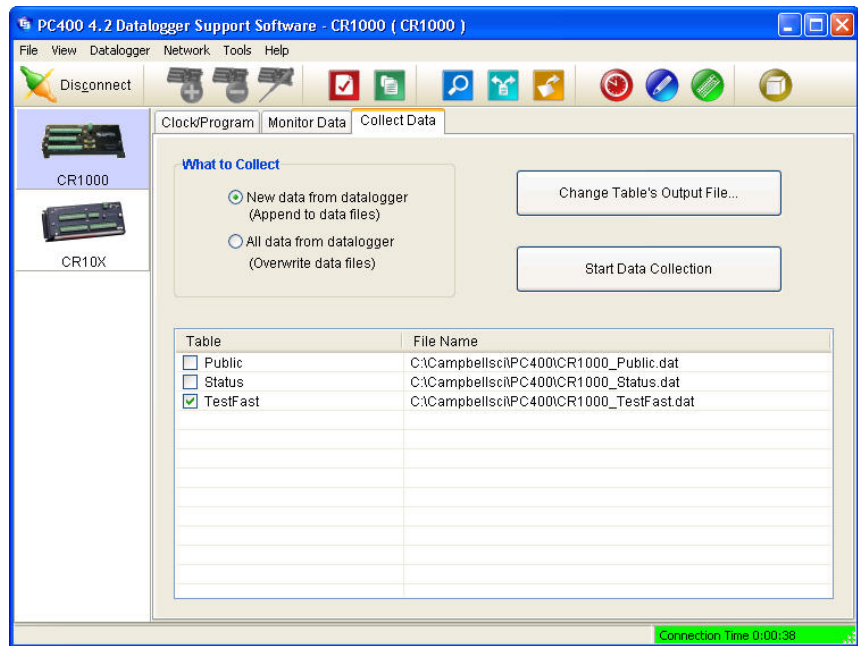 PC400 4.2 Datalogger Support Software - CR1000 ( CR1000 )
File View Datalogger Network Tools Help
Disconnect
CR1000
CR10X
Clock/Program Monitor Data Collect Data
What to Collect
New data from datalogger
(Append to data files)
All data from datalogger
(Overwrite data files)
Change Table's Output File...
Start Data Collection
Table File Name
Public C:\Campbellsci\PC400\CR1000_Public.dat
Status C:\Campbellsci\PC400\CR1000_Status.dat
TestFast C:\Campbellsci\PC400\CR1000_TestFast.dat
Connection Time 0:00:38